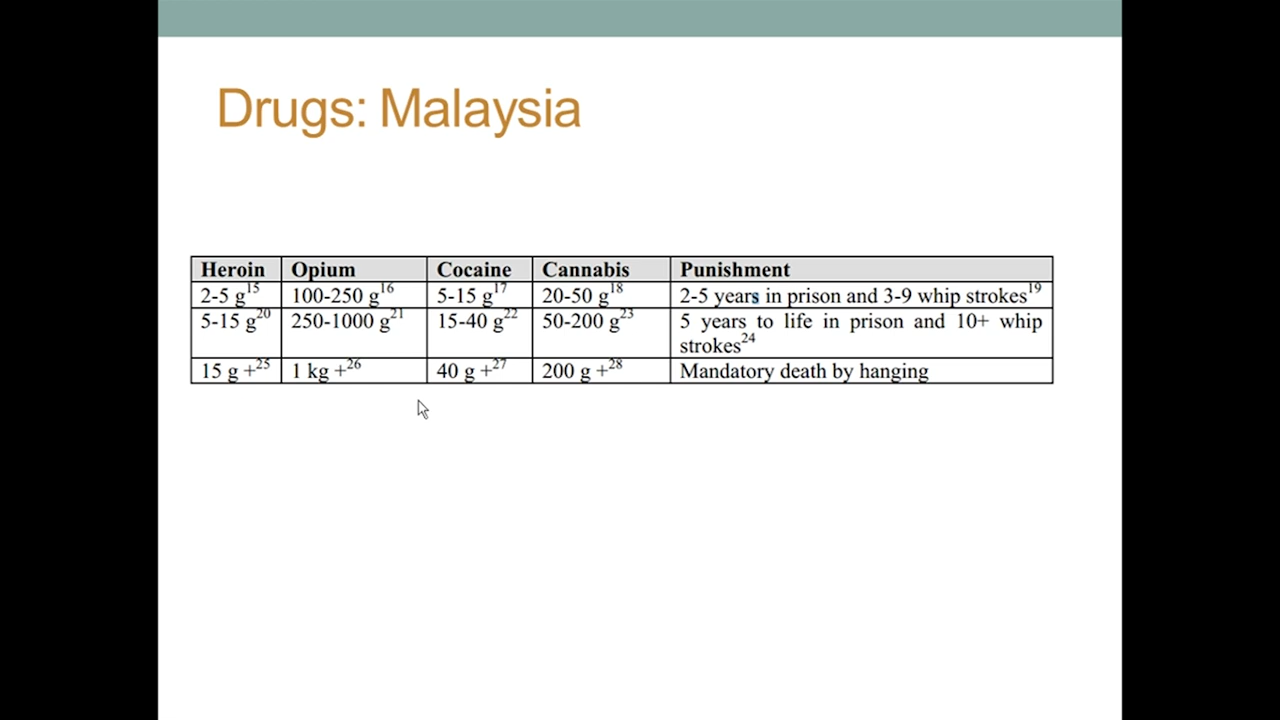 Drugs: Malaysia
Heroin Opium Cocaine Cannabis Punishment
2-5 g15 100-250 g16 5-15 g17 20-50 g18 2-5 years in prison and 3-9 whip strokes19
5-15 g20 250-1000 g21 15-40 g22 50-200 g23 5 years to life in prison and 10+ whip
strokes24
15 g +25 1 kg +26 40 g +27 200 g +28 Mandatory death by hanging